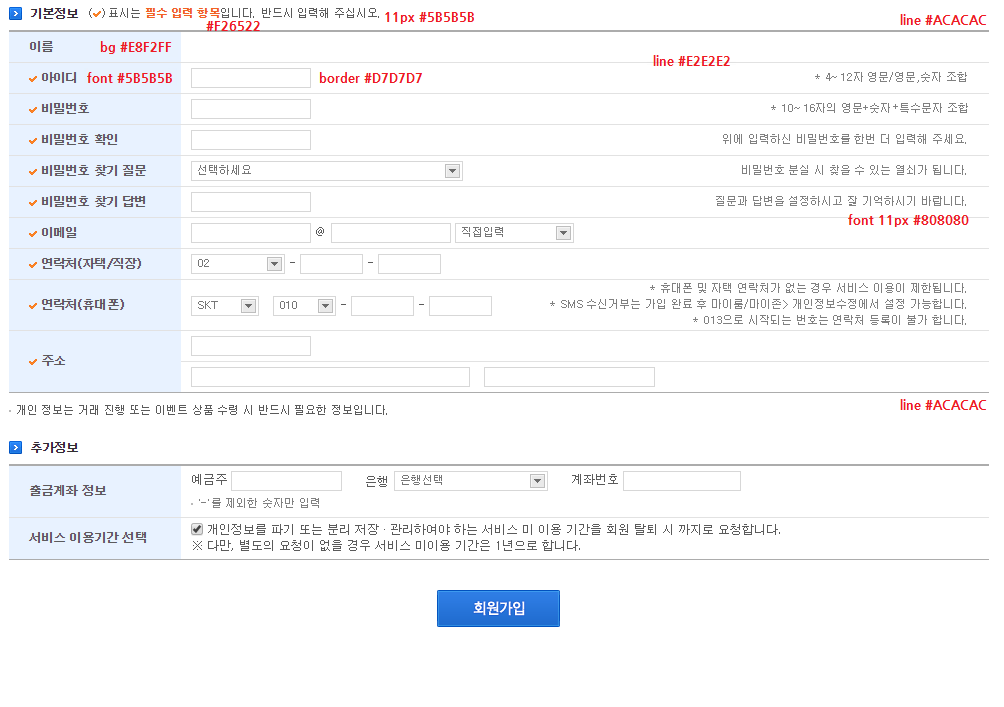 기본정보 (✓) 표시는 필수 입력 항목입니다. 반드시 입력해 주십시오. 11px #5B5B5B
#F26522
line #ACACAC
이름 bg #E8F2FF
line #E2E2E2
아이디 font #5B5B5B border #D7D7D7 * 4~12자 영문/영문,숫자 조합
비밀번호 * 10~16자의 영문+숫자+특수문자 조합
비밀번호 확인 위에 입력하신 비밀번호를 한번 더 입력해 주세요.
비밀번호 찾기 질문 선택하세요 비밀번호 분실 시 찾을 수 있는 열쇠가 됩니다.
비밀번호 찾기 답변 질문과 답변을 설정하시고 잘 기억하시기 바랍니다.
font 11px #808080
이메일 @ 직접입력
연락처(자택/직장) 02 - -
* 휴대폰 및 자택 연락처가 없는 경우 서비스 이용이 제한됩니다.
연락처(휴대폰) SKT 010 - - * SMS 수신거부는 가입 완료 후 마이룸/마이존> 개인정보수정에서 설정 가능합니다.
* 013으로 시작되는 번호는 연락처 등록이 불가 합니다.
주소
line #ACACAC
· 개인 정보는 거래 진행 또는 이벤트 상품 수령 시 반드시 필요한 정보입니다.
추가정보
출금계좌 정보 예금주 은행 은행선택 계좌번호
· '-'를 제외한 숫자만 입력
서비스 이용기간 선택 개인정보를 파기 또는 분리 저장·관리하여야 하는 서비스 미 이용 기간을 회원 탈퇴 시 까지로 요청합니다.
※ 다만, 별도의 요청이 없을 경우 서비스 미이용 기간은 1년으로 합니다.
회원가입